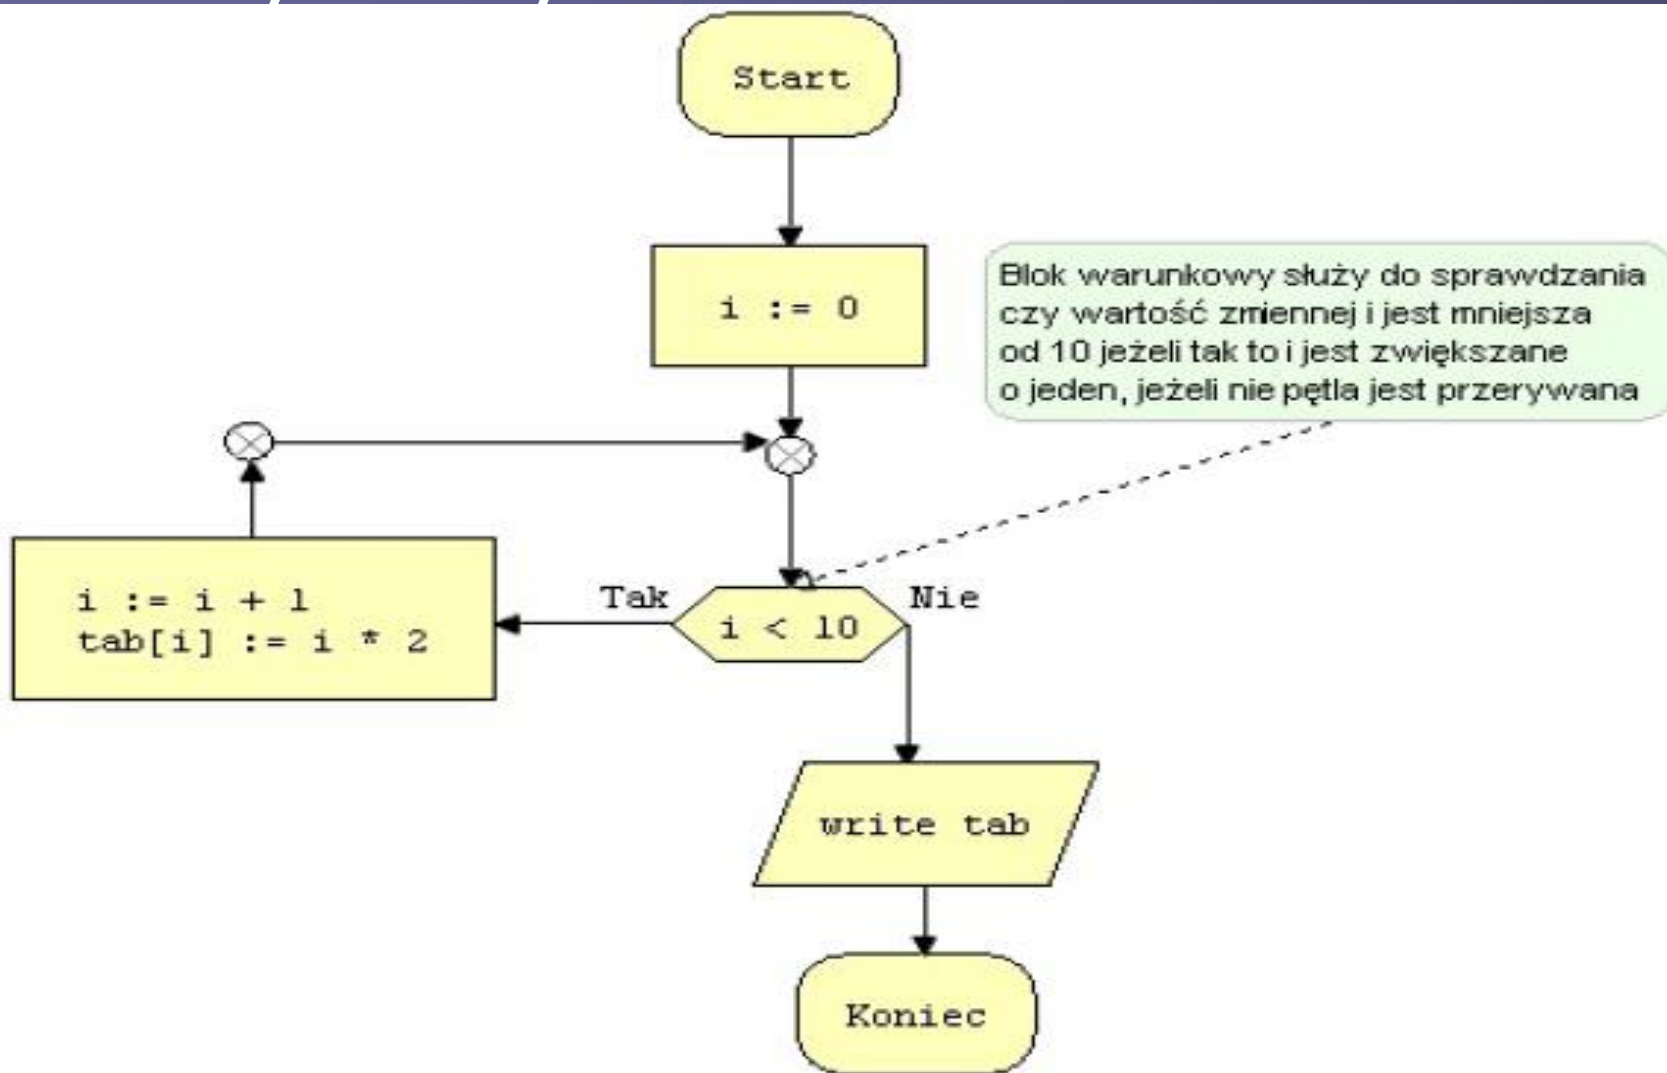 Start
i := 0
Blok warunkowy służy do sprawdzania
czy wartość zmiennej i jest mniejsza
od 10 jeżeli tak to i jest zwiększane
o jeden, jeżeli nie pętla jest przerywana
i := i + 1
tab[i] := i * 2
Tak
i < 10
Nie
write tab
Koniec